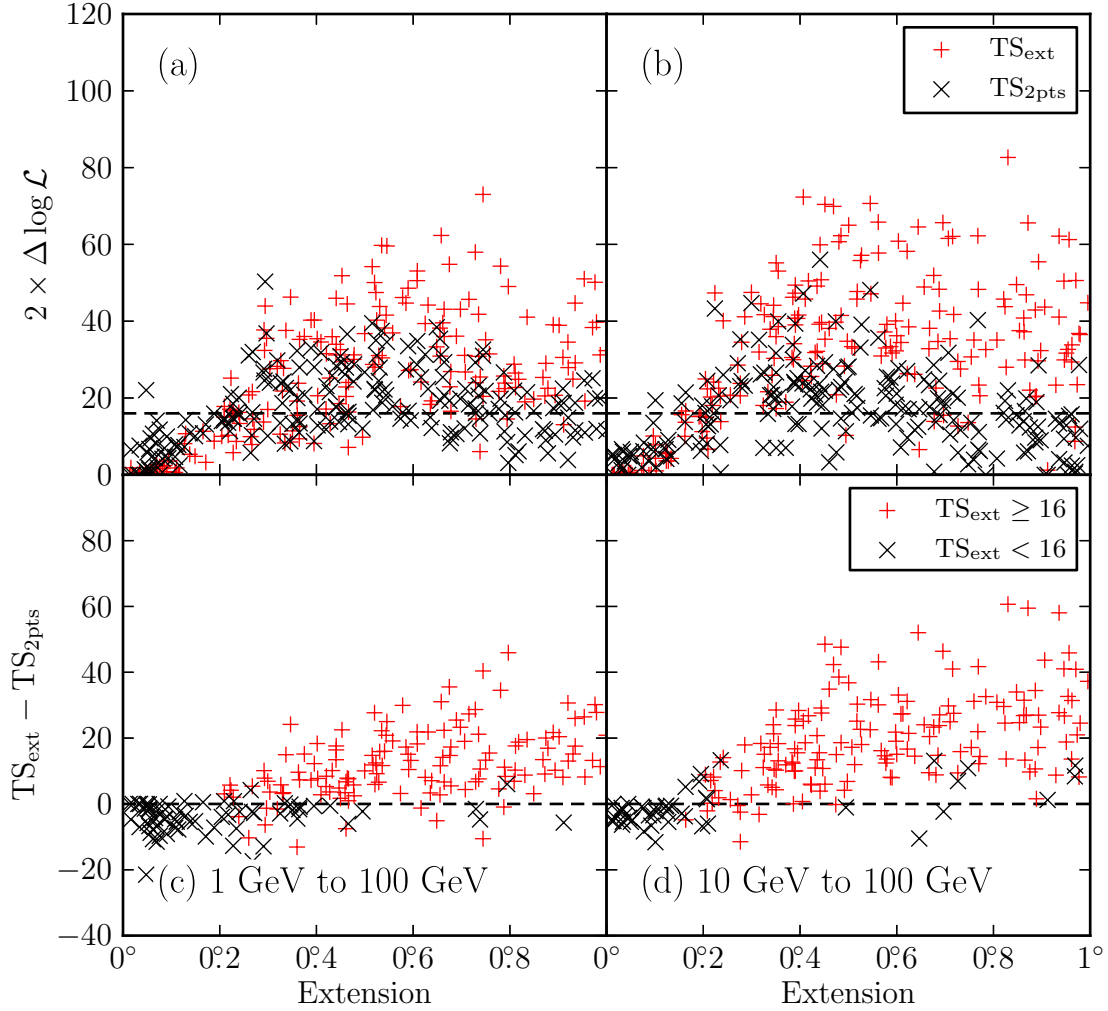 120
100
80
60
40
20
0
2 × Δ log ℒ
(a)
(b)
TS_ext
TS_2pts
80
60
40
20
0
−20
−40
TS_ext − TS_2pts
TS_ext ≥ 16
TS_ext < 16
(c) 1 GeV to 100 GeV
(d) 10 GeV to 100 GeV
0° 0°.2 0°.4 0°.6 0°.8 0° 0°.2 0°.4 0°.6 0°.8 1°
Extension Extension